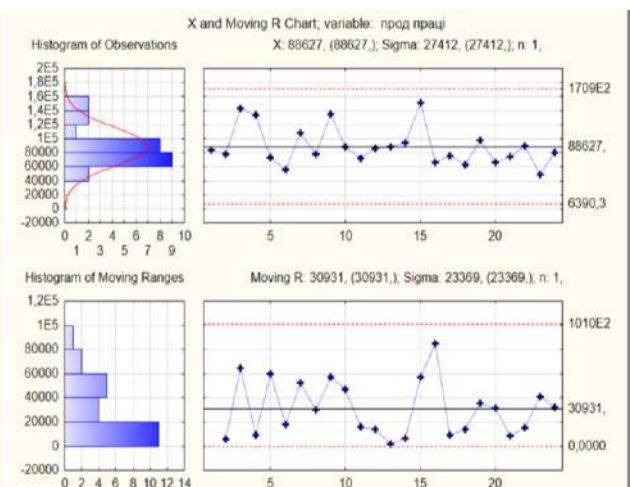 X and Moving R Chart; variable: прод праці
Histogram of Observations
X: 88627, (88627,); Sigma: 27412, (27412,); n: 1,
2E5
1,8E5
1,6E5
1,4E5
1,2E5
1E5
80000
60000
40000
20000
0
-20000
0 2 4 6 8 10
1 3 5 7 9
1709E2
88627,
6390,3
5 10 15 20
Histogram of Moving Ranges
Moving R: 30931, (30931,); Sigma: 23369, (23369,); n: 1,
1,2E5
1E5
80000
60000
40000
20000
0
-20000
0 2 4 6 8 10 12 14
1010E2
30931,
0,0000
5 10 15 20